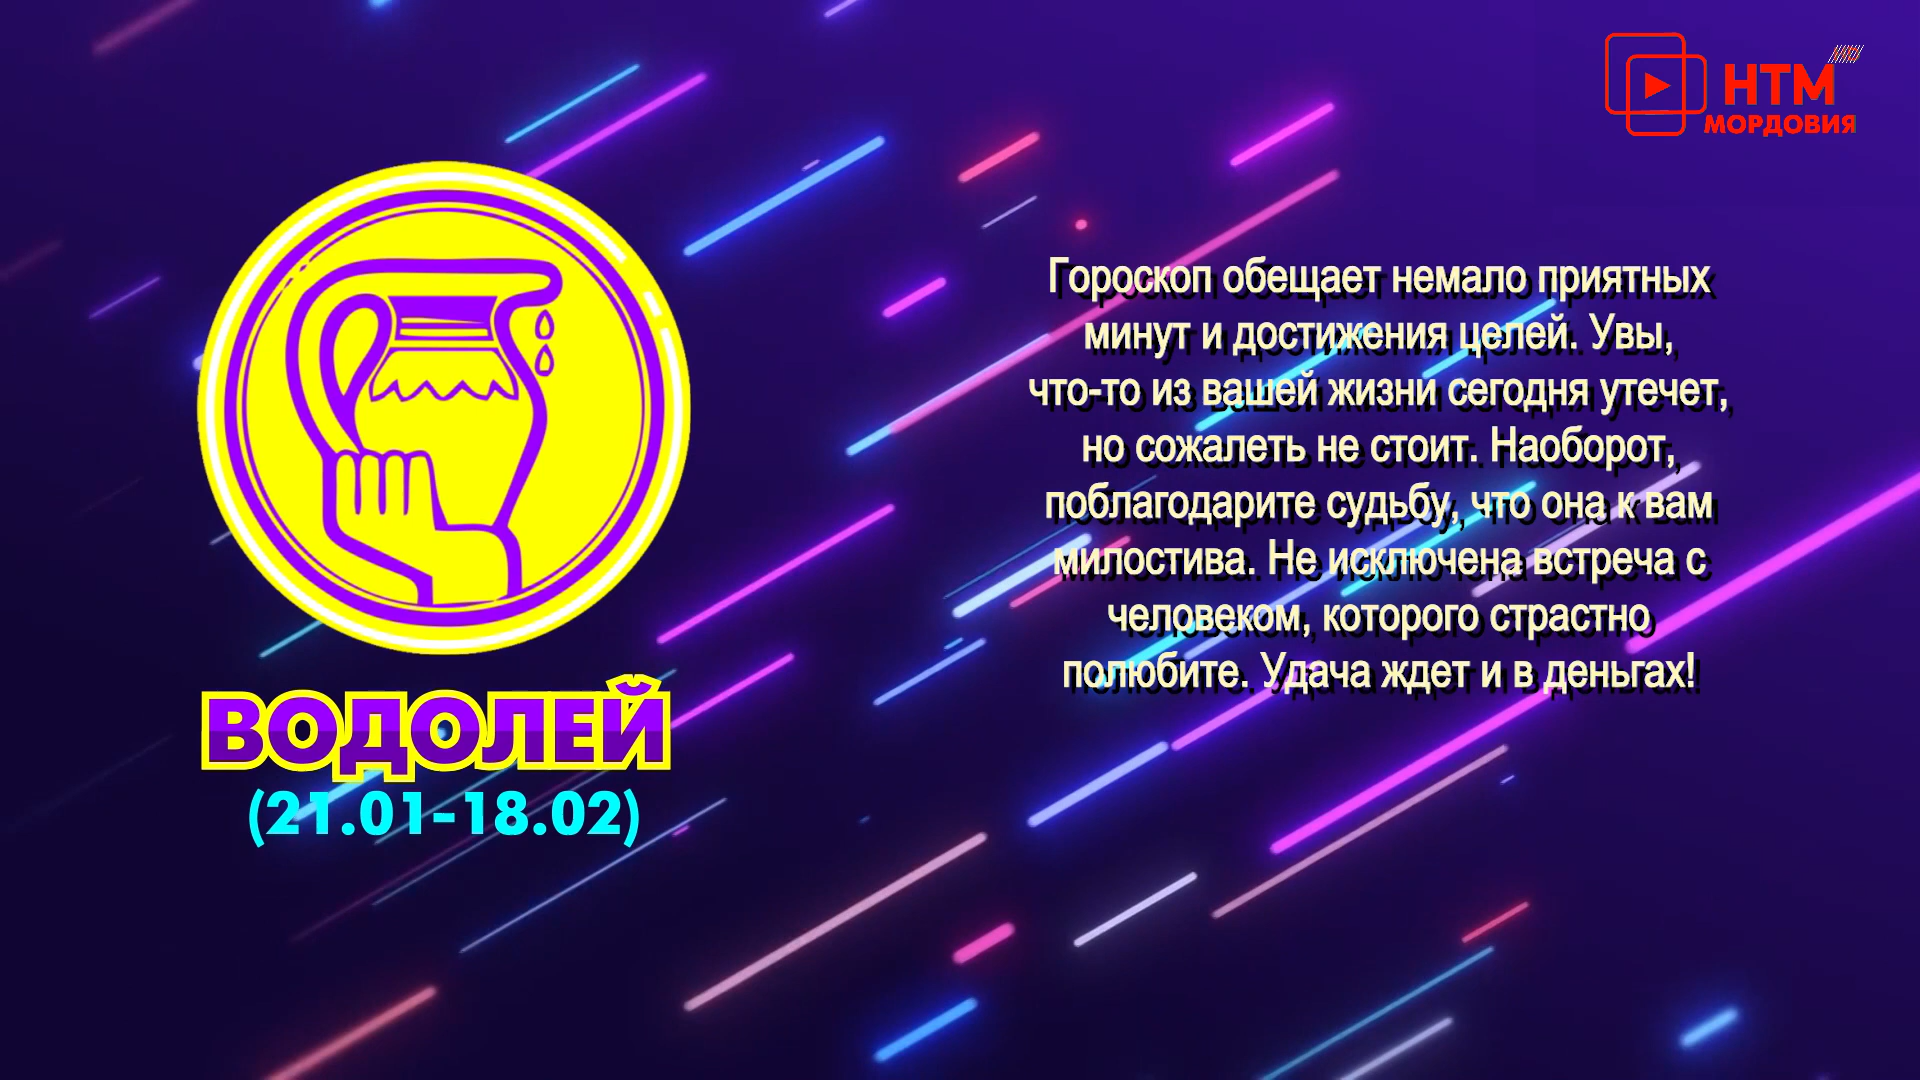 НТМ
МОРДОВИЯ
Гороскоп обещает немало приятных
минут и достижения целей. Увы,
что-то из вашей жизни сегодня утечет,
но сожалеть не стоит. Наоборот,
поблагодарите судьбу, что она к вам
милостива. Не исключена встреча с
человеком, которого страстно
полюбите. Удача ждет и в деньгах!
ВОДОЛЕЙ
(21.01-18.02)